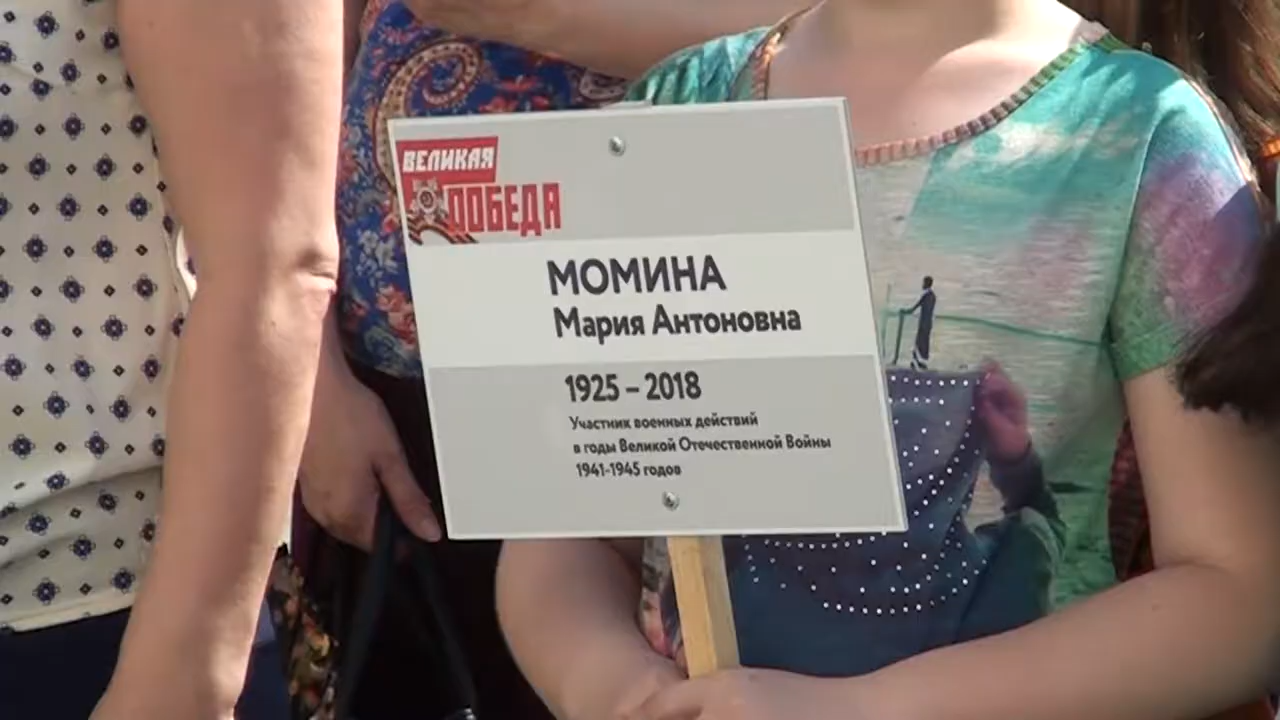 ВЕЛИКАЯ
ПОБЕДА
МОМИНА
Мария Антоновна
1925 – 2018
Участник военных действий
в годы Великой Отечественной Войны
1941-1945 годов